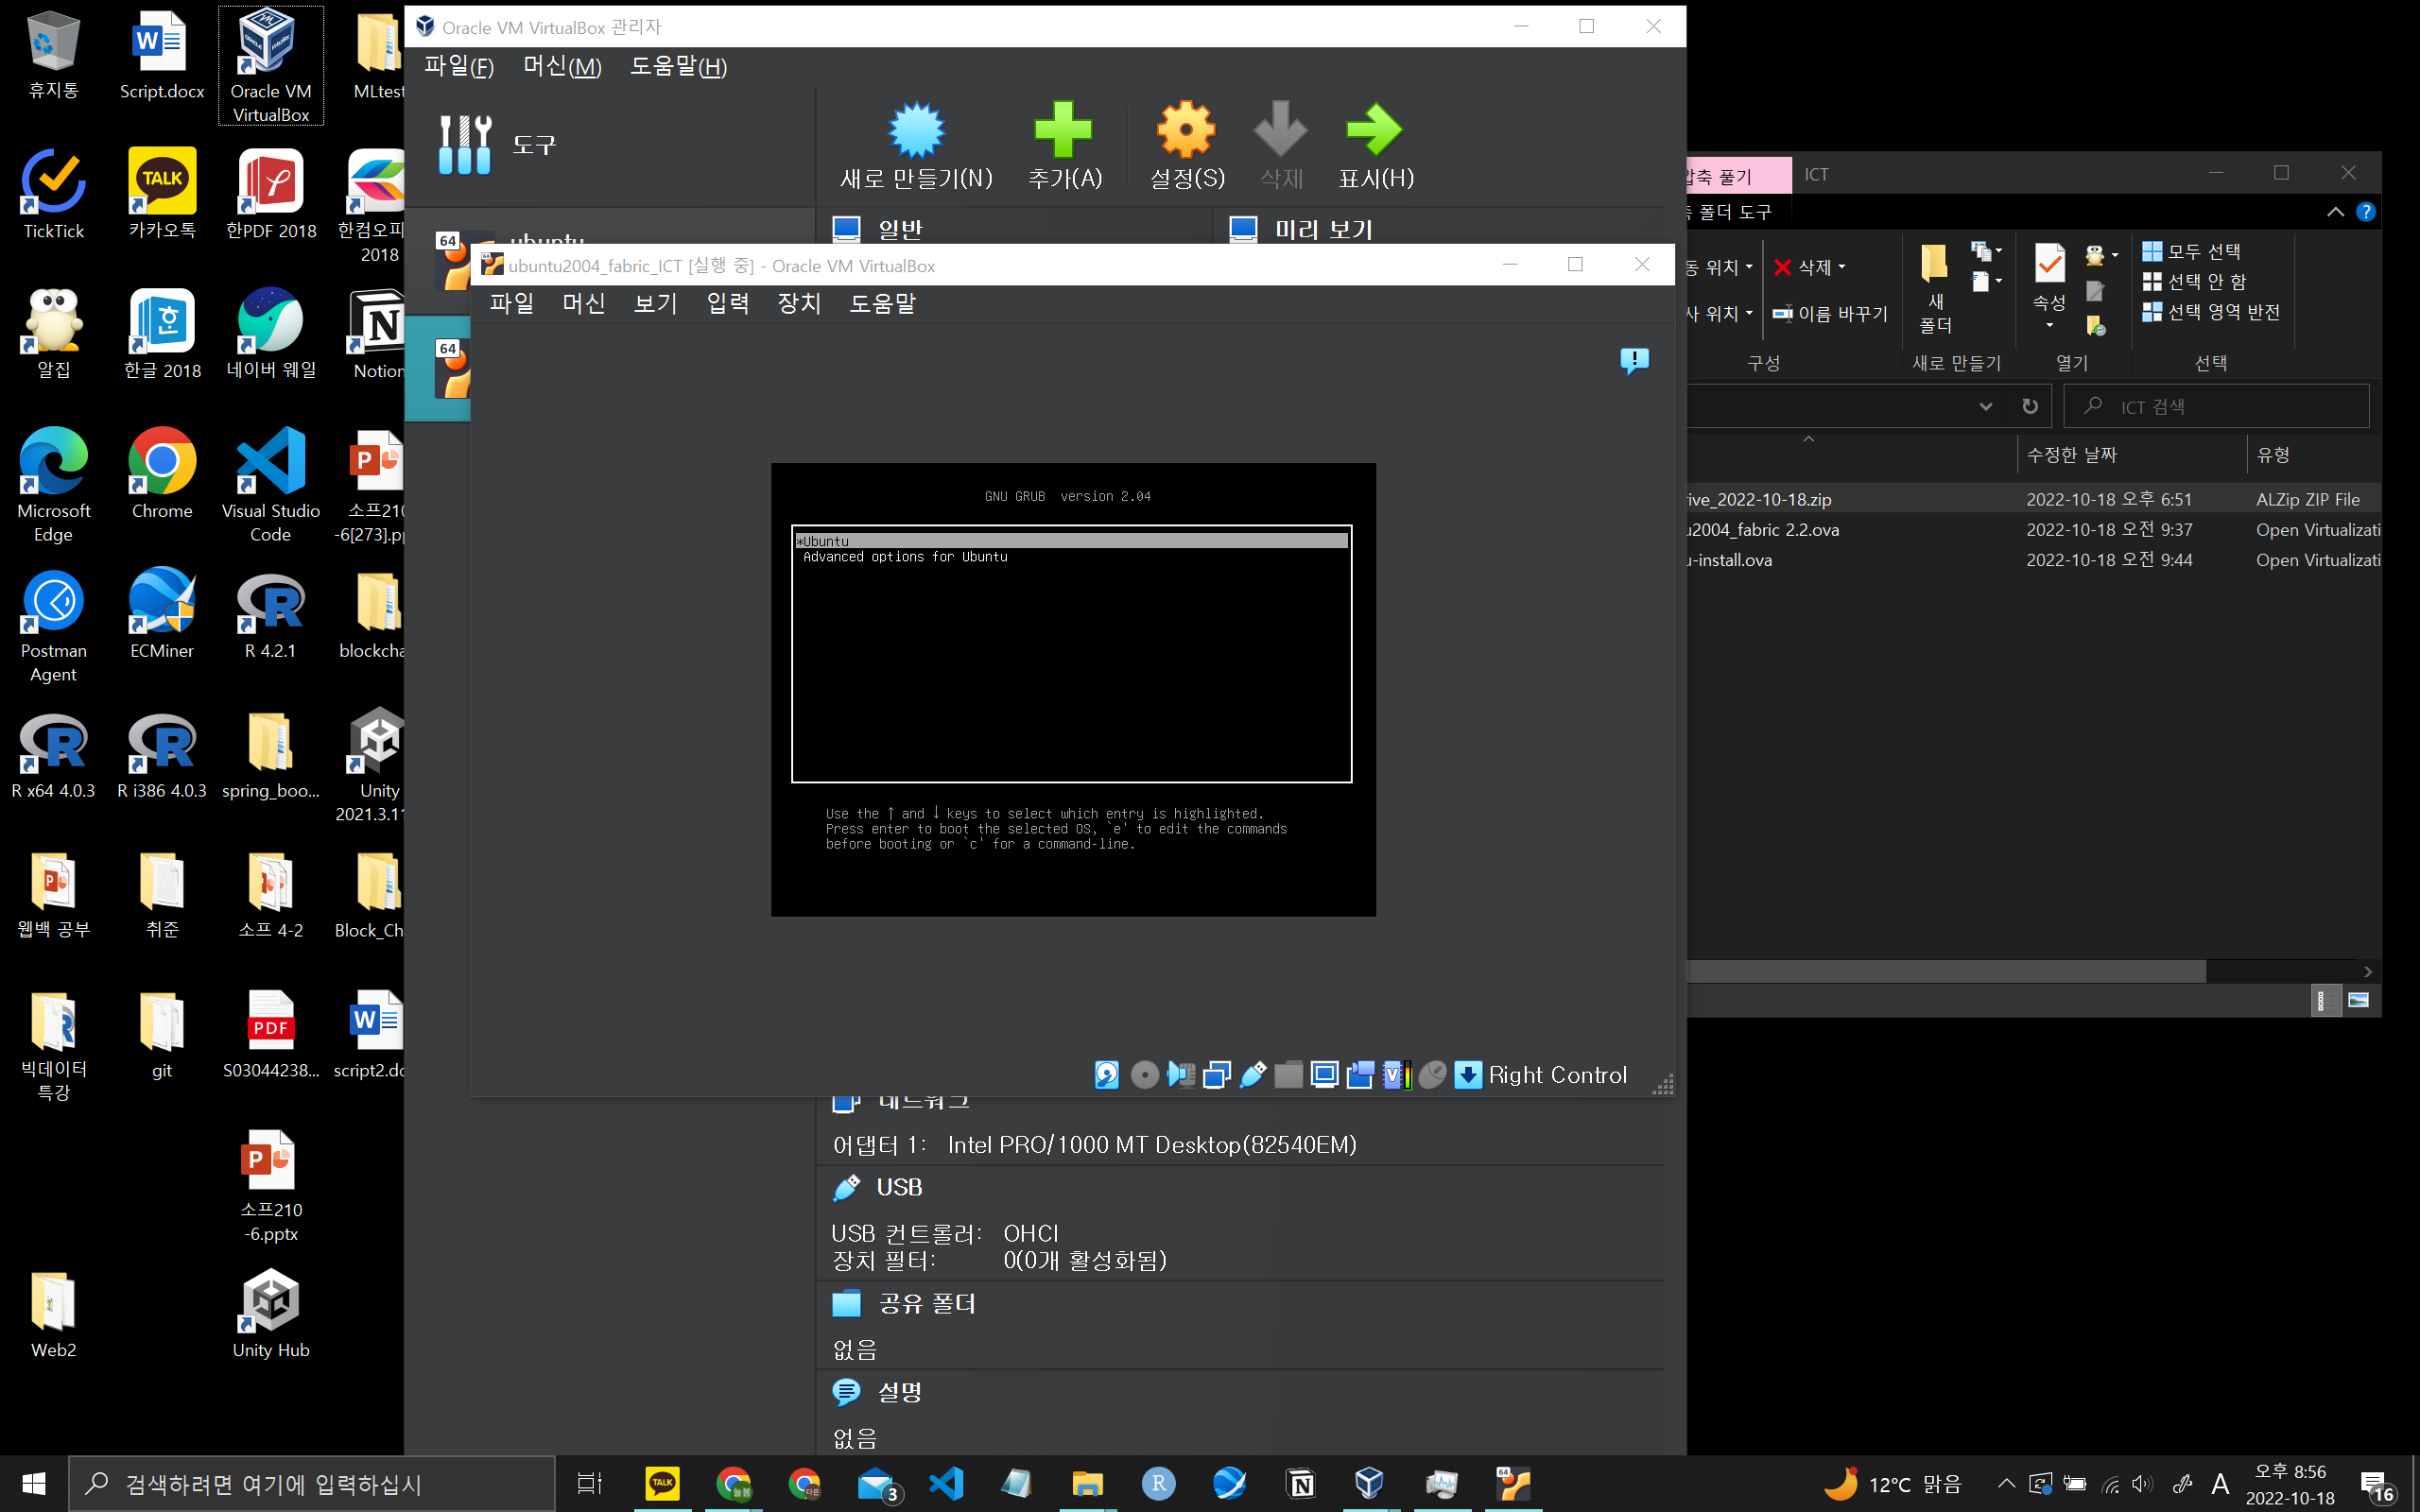 휴지통
Script.docx
Oracle VM
VirtualBox
MLtest
TickTick
카카오톡
한PDF 2018
한컴오피
2018
알집
한글 2018
네이버 웨일
Notion
Microsoft
Edge
Chrome
Visual Studio
Code
소프210
-6[273].pp
Postman
Agent
ECMiner
R 4.2.1
blockcha
R x64 4.0.3
R i386 4.0.3
spring_boo...
Unity
2021.3.11
웹백 공부
취준
소프 4-2
Block_Ch
빅데이터
특강
git
S03044238...
script2.do
소프210
-6.pptx
Web2
Unity Hub
Oracle VM VirtualBox 관리자
파일(F) 머신(M) 도움말(H)
도구
새로 만들기(N) 추가(A) 설정(S) 삭제 표시(H)
64 ubuntu
일반
미리 보기
64
ubuntu2004_fabric_ICT [실행 중] - Oracle VM VirtualBox
파일 머신 보기 입력 장치 도움말
GNU GRUB version 2.04
*Ubuntu
Advanced options for Ubuntu
Use the ↑ and ↓ keys to select which entry is highlighted.
Press enter to boot the selected OS, `e' to edit the commands
before booting or `c' for a command-line.
Right Control
네트워크
어댑터 1: Intel PRO/1000 MT Desktop(82540EM)
USB
USB 컨트롤러: OHCI
장치 필터: 0(0개 활성화됨)
공유 폴더
없음
설명
없음
압축 풀기 ICT
폴더 도구
동 위치 삭제
사 위치 이름 바꾸기
구성
새
폴더
새로 만들기
속성
열기
모두 선택
선택 안 함
선택 영역 반전
선택
ICT 검색
수정한 날짜 유형
rive_2022-10-18.zip 2022-10-18 오후 6:51 ALZip ZIP File
u2004_fabric 2.2.ova 2022-10-18 오전 9:37 Open Virtualizati
u-install.ova 2022-10-18 오전 9:44 Open Virtualizati
검색하려면 여기에 입력하십시
TALK
3
12°C 맑음
A
오후 8:56
2022-10-18
16